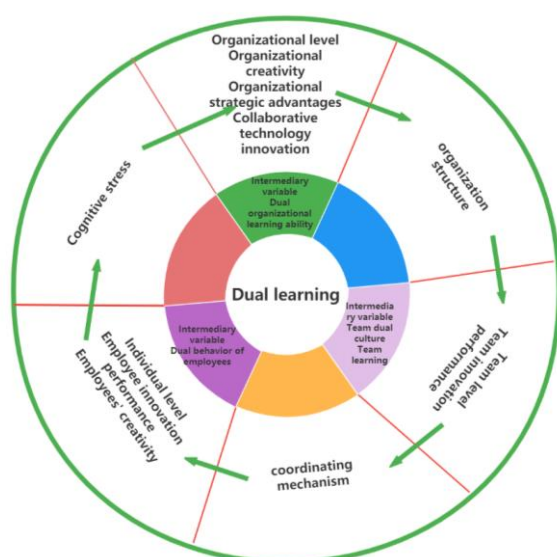 Organizational level
Organizational
creativity
Organizational
strategic advantages
Collaborative
technology
innovation
organization
structure
Team level
Team innovation
performance
coordinating
mechanism
Individual level
Employee innovation
performance
Employees' creativity
Cognitive stress
Intermediary
variable
Dual
organizational
learning ability
Intermedia
ry variable
Team dual
culture
Team
learning
Intermediary
variable
Dual behavior of
employees
Dual learning